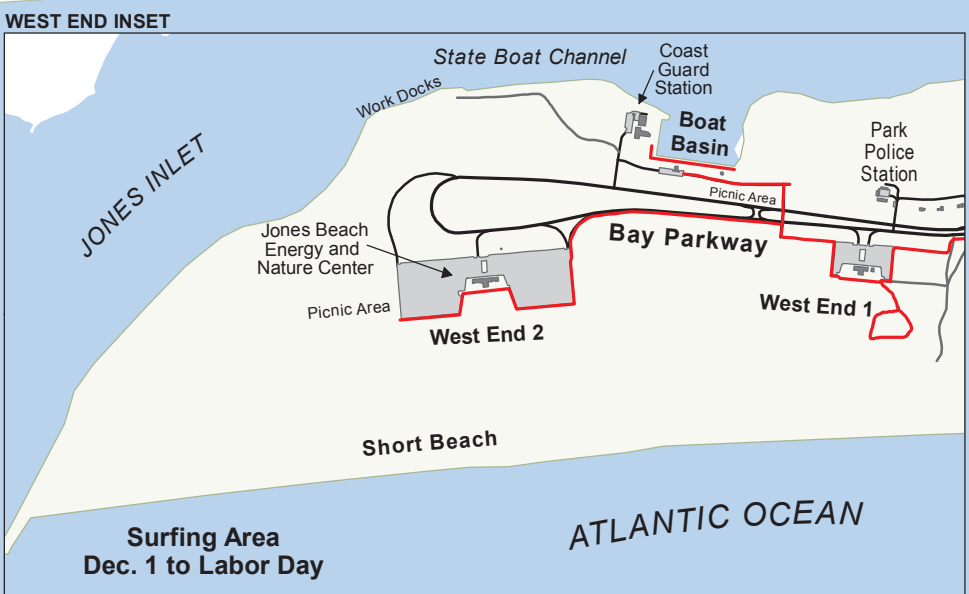 WEST END INSET
State Boat Channel
Coast
Guard
Station
Work Docks
Boat
Basin
Park
Police
Station
JONES INLET
Picnic Area
Jones Beach
Energy and
Nature Center
Bay Parkway
Picnic Area
West End 1
West End 2
Short Beach
ATLANTIC OCEAN
Surfing Area
Dec. 1 to Labor Day